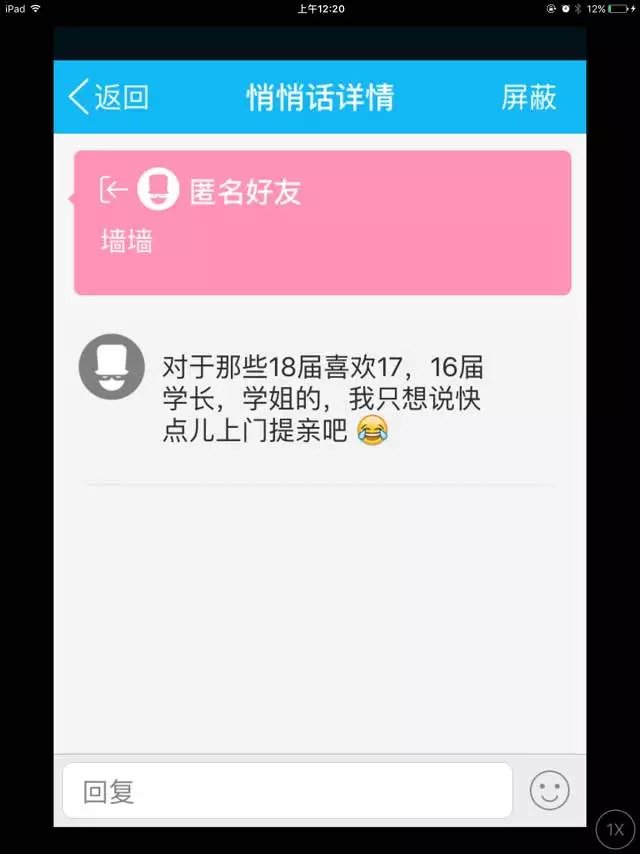 iPad 上午12:20 12%
返回 悄悄话详情 屏蔽
匿名好友
墙墙
对于那些18届喜欢17，16届
学长，学姐的，我只想说快
点儿上门提亲吧 😂
回复
1X